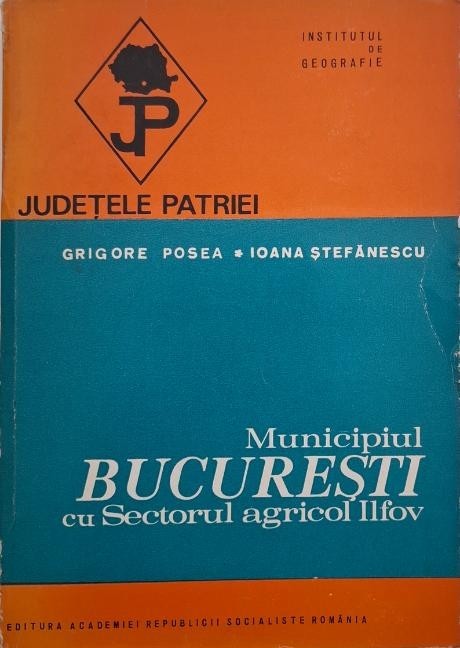 INSTITUTUL
DE
GEOGRAFIE
JP
JUDEȚELE PATRIEI
GRIGORE POSEA * IOANA ȘTEFĂNESCU
Municipiul
BUCUREȘTI
cu Sectorul agricol Ilfov
EDITURA ACADEMIEI REPUBLICII SOCIALISTE ROMÂNIA